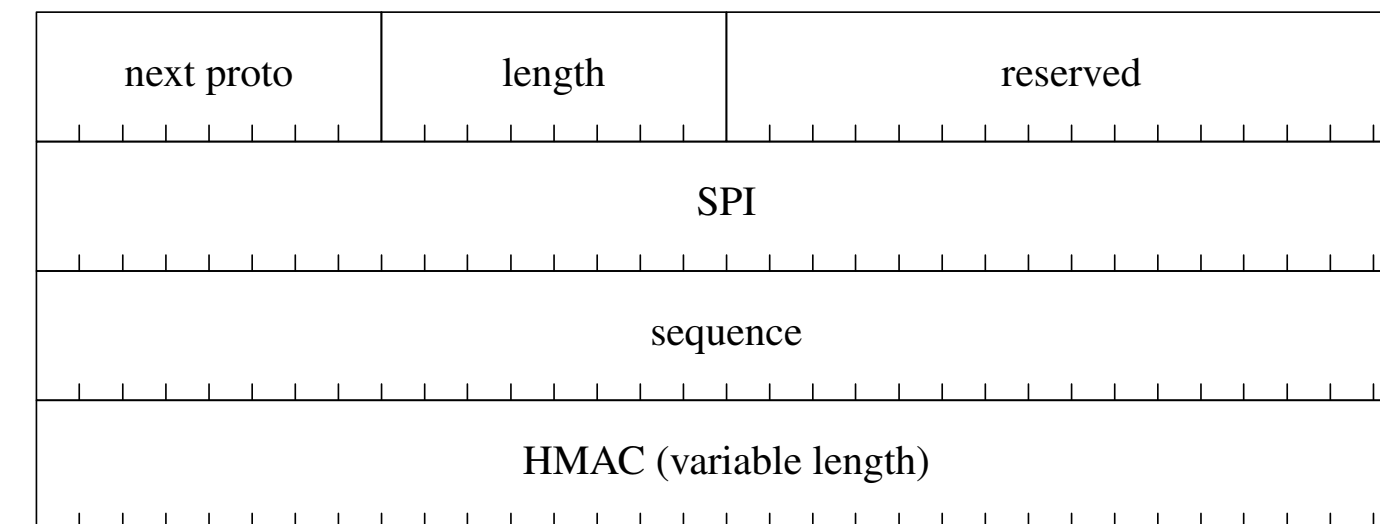 next proto length reserved
SPI
sequence
HMAC (variable length)